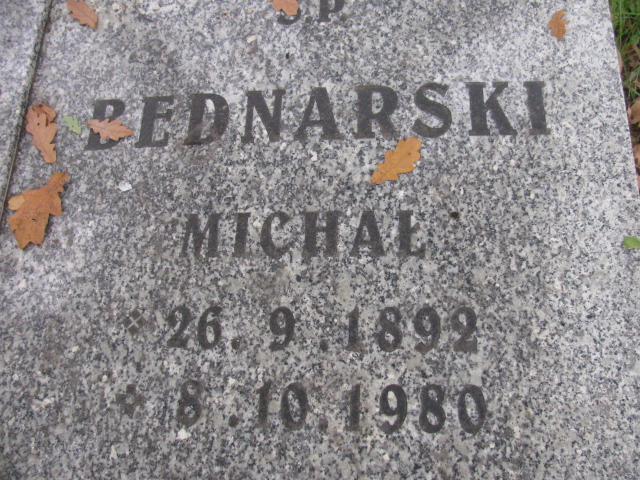 Ś.P.
BEDNARSKI
MICHAŁ
26.9.1892
8.10.1980